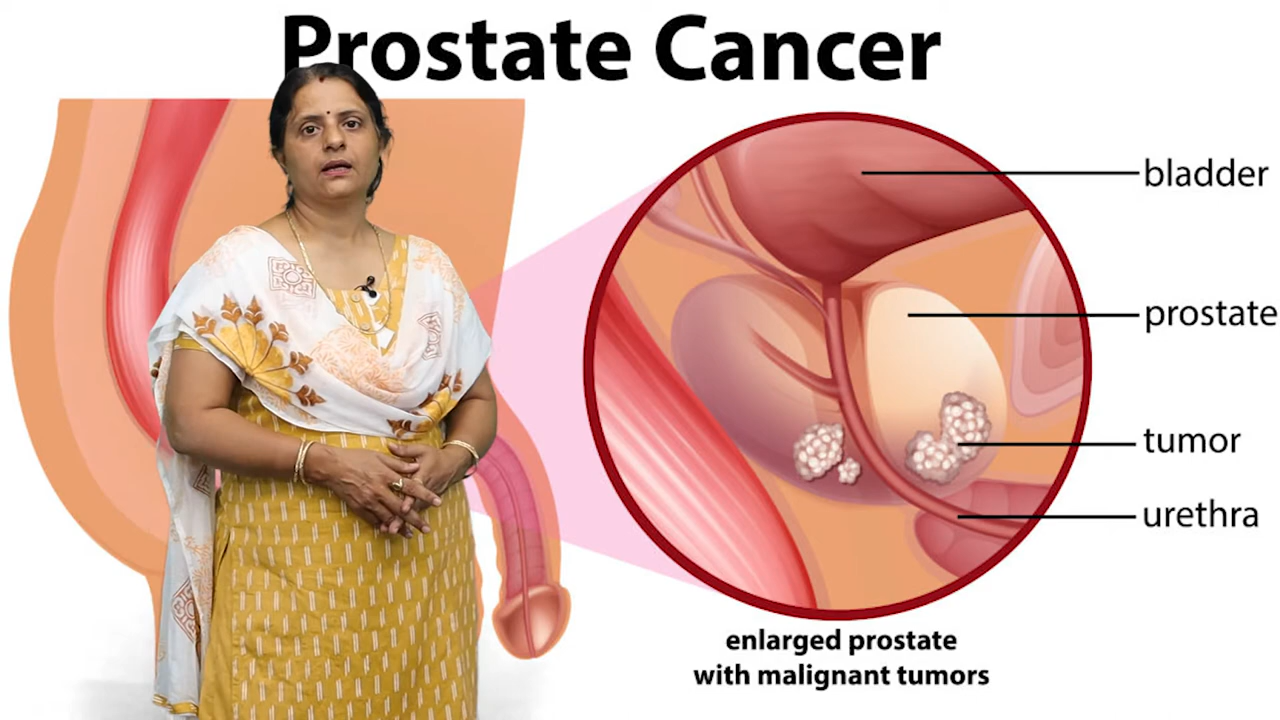 Prostate Cancer
bladder
prostate
tumor
urethra
enlarged prostate
with malignant tumors